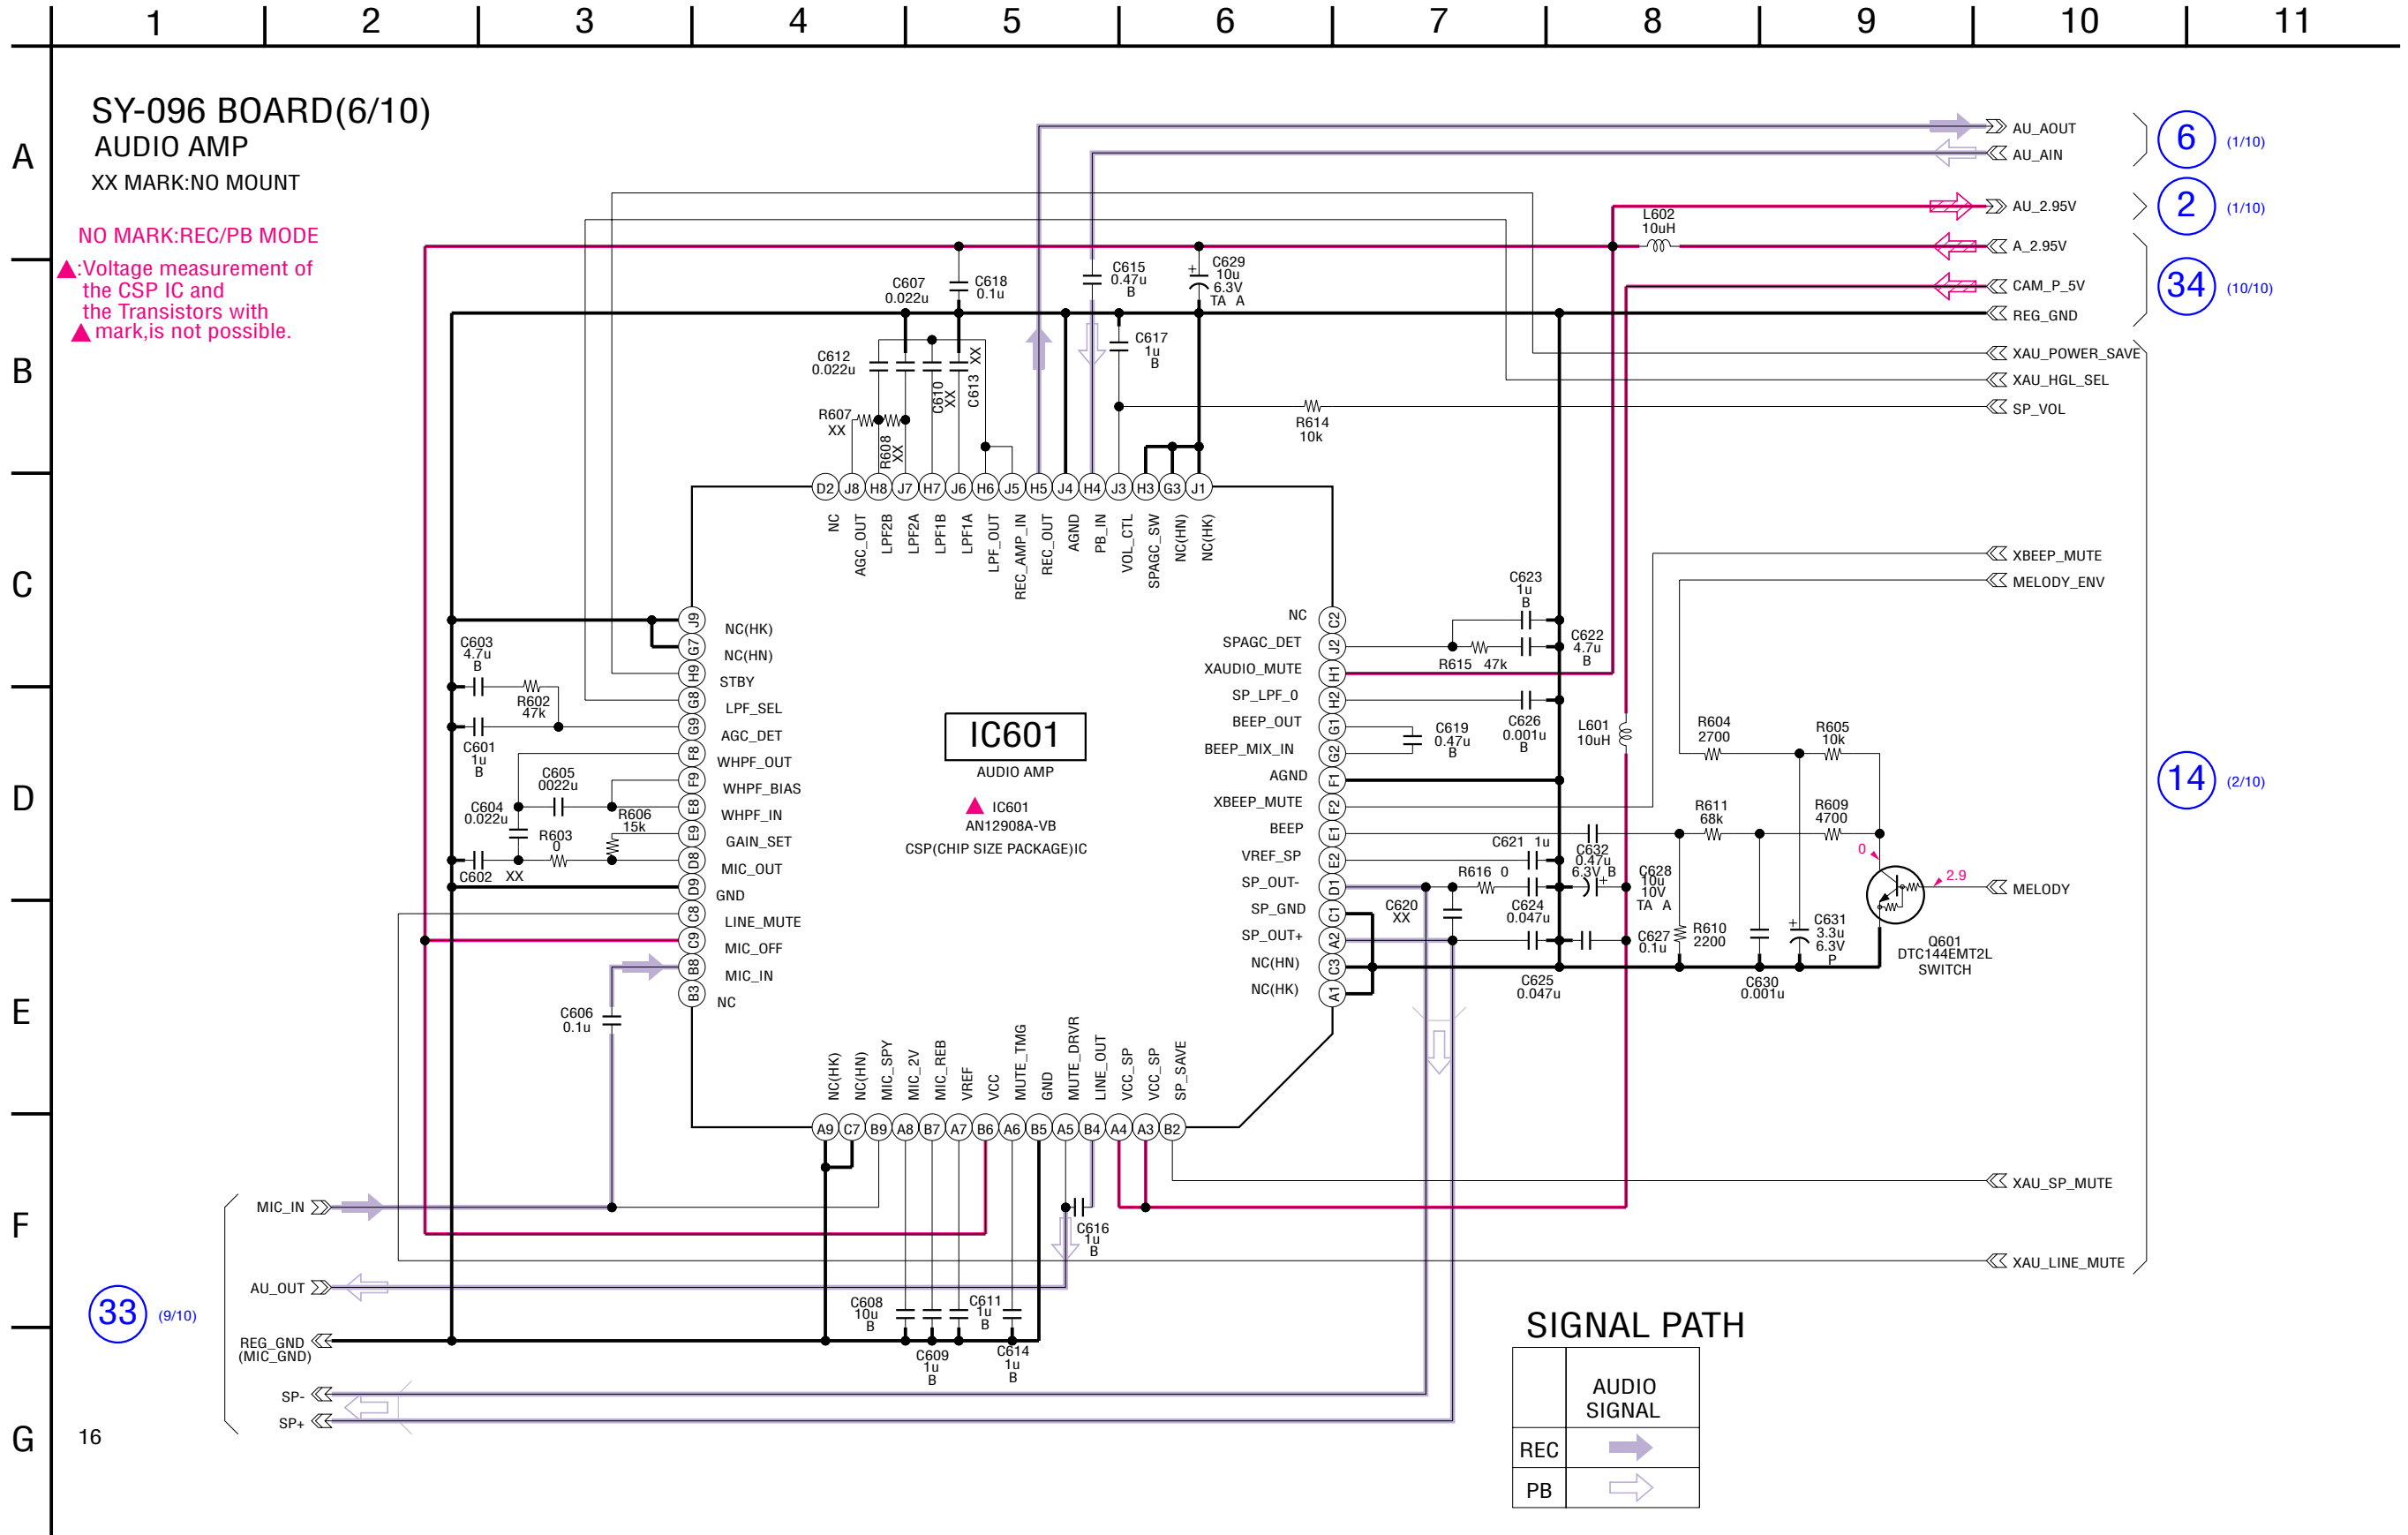 1 2 3 4 5 6 7 8 9 10 11
A
B
C
D
E
F
G
SY-096 BOARD(6/10)
AUDIO AMP
XX MARK:NO MOUNT
NO MARK:REC/PB MODE
▲:Voltage measurement of
the CSP IC and
the Transistors with
▲ mark,is not possible.
AU_AOUT
AU_AIN
6 (1/10)
AU_2.95V
2 (1/10)
A_2.95V
CAM_P_5V
REG_GND
34 (10/10)
XAU_POWER_SAVE
XAU_HGL_SEL
SP_VOL
XBEEP_MUTE
MELODY_ENV
MELODY
XAU_SP_MUTE
XAU_LINE_MUTE
14 (2/10)
L602
10uH
C607
0.022u
C618
0.1u
C615
0.47u
B
+
C629
10u
6.3V
TA A
C612
0.022u
C617
1u
B
C610
XX
C613 XX
R607
XX
R608
XX
R614
10k
D2 J8 H8 J7 H7 J6 H6 J5 H5 J4 H4 J3 H3 G3 J1
NC
AGC_OUT
LPF2B
LPF2A
LPF1B
LPF1A
LPF_OUT
REC_AMP_IN
REC_OUT
AGND
PB_IN
VOL_CTL
SPAGC_SW
NC(HN)
NC(HK)
J9 NC(HK)
G7 NC(HN)
H9 STBY
G8 LPF_SEL
G9 AGC_DET
F8 WHPF_OUT
F9 WHPF_BIAS
E8 WHPF_IN
E9 GAIN_SET
D8 MIC_OUT
D9 GND
C8 LINE_MUTE
C9 MIC_OFF
B8 MIC_IN
B3 NC
C603
4.7u
B
R602
47k
C601
1u
B
C605
0022u
C604
0.022u
R603
0
R606
15k
C602 XX
C606
0.1u
IC601
AUDIO AMP
▲ IC601
AN12908A-VB
CSP(CHIP SIZE PACKAGE)IC
NC C2
SPAGC_DET J2
XAUDIO_MUTE H1
SP_LPF_0 H2
BEEP_OUT G1
BEEP_MIX_IN G2
AGND F1
XBEEP_MUTE F2
BEEP E1
VREF_SP E2
SP_OUT- D1
SP_GND C1
SP_OUT+ A2
NC(HN) C3
NC(HK) A1
C623
1u
B
C622
4.7u
B
R615 47k
C619
0.47u
B
C626
0.001u
B
L601
10uH
R604
2700
R605
10k
R611
68k
R609
4700
C621 1u
C632
0.47u
6.3V B
R616 0
+
C628
10u
10V
TA A
C620
XX
C624
0.047u
C627
0.1u
R610
2200
C625
0.047u
C630
0.001u
+
C631
3.3u
6.3V
P
0
2.9
Q601
DTC144EMT2L
SWITCH
NC(HK)
NC(HN)
MIC_SPY
MIC_2V
MIC_REB
VREF
VCC
MUTE_TMG
GND
MUTE_DRVR
LINE_OUT
VCC_SP
VCC_SP
SP_SAVE
A9 C7 B9 A8 B7 A7 B6 A6 B5 A5 B4 A4 A3 B2
C616
1u
B
C608
10u
B
C611
1u
B
C609
1u
B
C614
1u
B
MIC_IN
AU_OUT
33 (9/10)
REG_GND
(MIC_GND)
SP-
SP+
16
SIGNAL PATH
AUDIO
SIGNAL
REC
PB